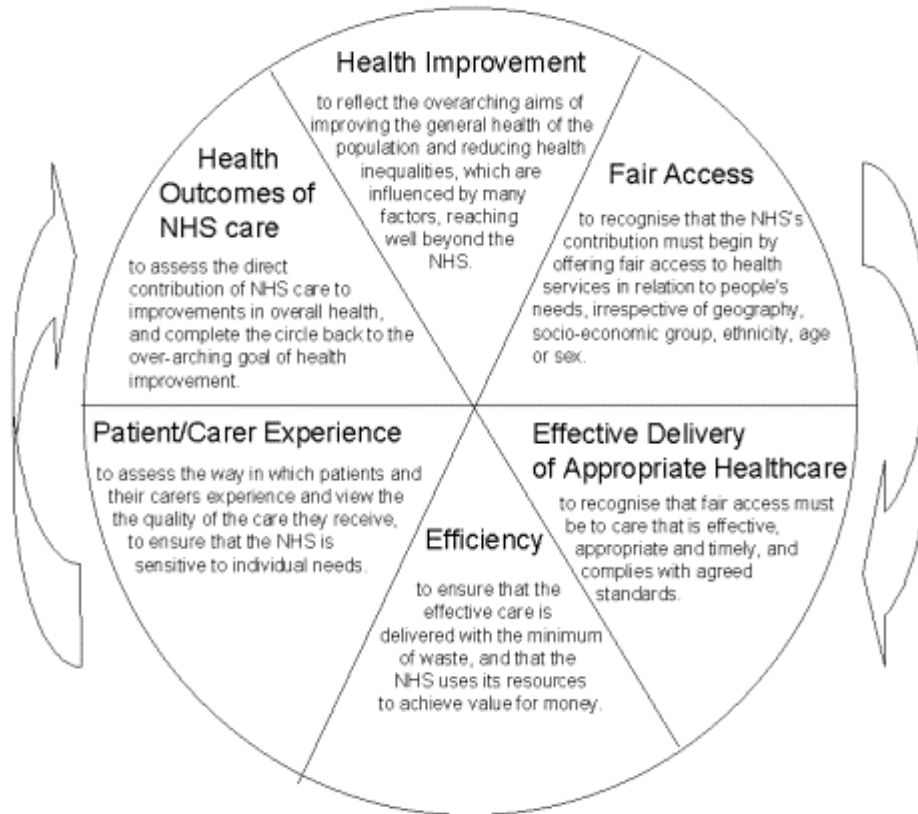 Health Improvement
to reflect the overarching aims of
improving the general health of the
population and reducing health
inequalities, which are
influenced by many
factors, reaching
well beyond the
NHS.
Fair Access
to recognise that the NHS's
contribution must begin by
offering fair access to health
services in relation to people's
needs, irrespective of geography,
socio-economic group, ethnicity, age
or sex.
Effective Delivery
of Appropriate Healthcare
to recognise that fair access must
be to care that is effective,
appropriate and timely, and
complies with agreed
standards.
Efficiency
to ensure that the
effective care is
delivered with the minimum
of waste, and that the
NHS uses its resources
to achieve value for money.
Patient/Carer Experience
to assess the way in which patients and
their carers experience and view the
the quality of the care they receive,
to ensure that the NHS is
sensitive to individual needs.
Health
Outcomes of
NHS care
to assess the direct
contribution of NHS care to
improvements in overall health,
and complete the circle back to the
over-arching goal of health
improvement.